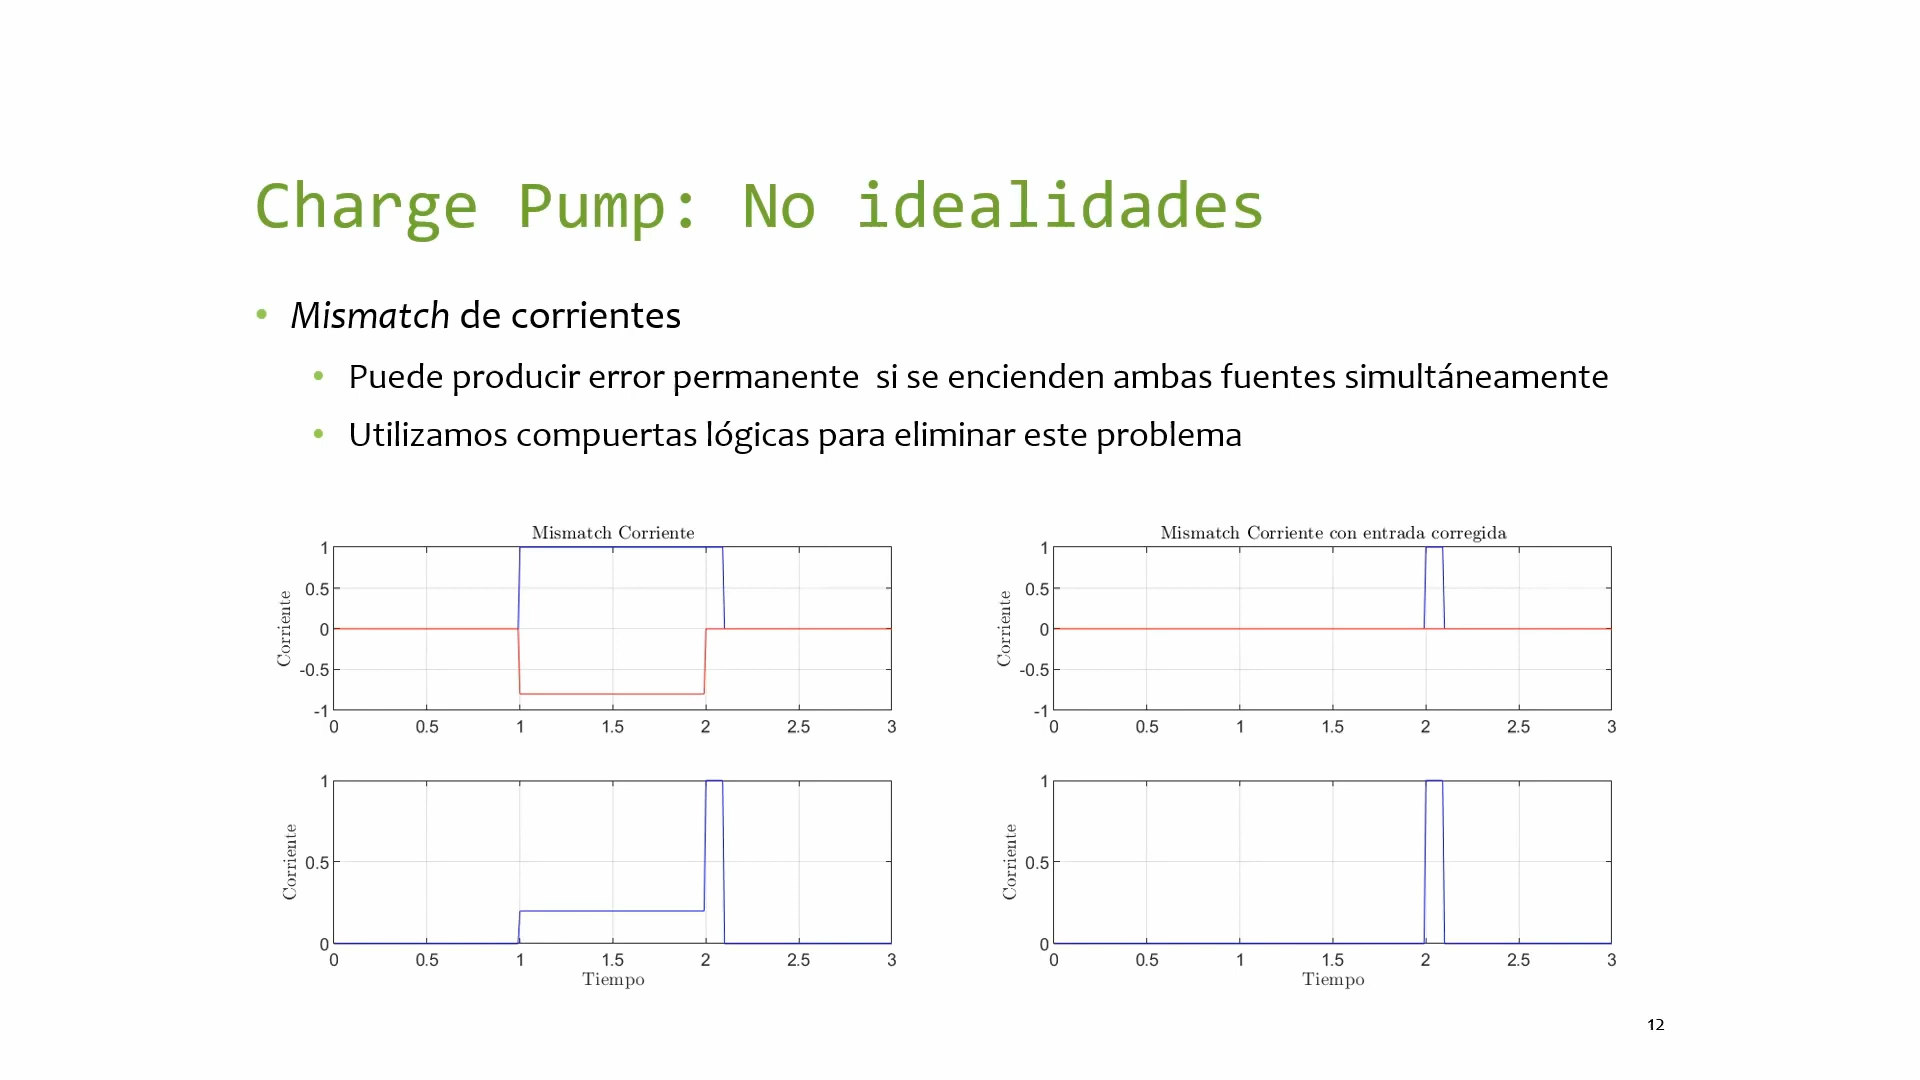 Charge Pump: No idealidades
• Mismatch de corrientes
• Puede producir error permanente  si se encienden ambas fuentes simultáneamente
• Utilizamos compuertas lógicas para eliminar este problema
Mismatch Corriente
1
0.5
0
-0.5
-1
Corriente
0 0.5 1 1.5 2 2.5 3
1
0.5
0
Corriente
0 0.5 1 1.5 2 2.5 3
Tiempo
Mismatch Corriente con entrada corregida
1
0.5
0
-0.5
-1
Corriente
0 0.5 1 1.5 2 2.5 3
1
0.5
0
Corriente
0 0.5 1 1.5 2 2.5 3
Tiempo
12